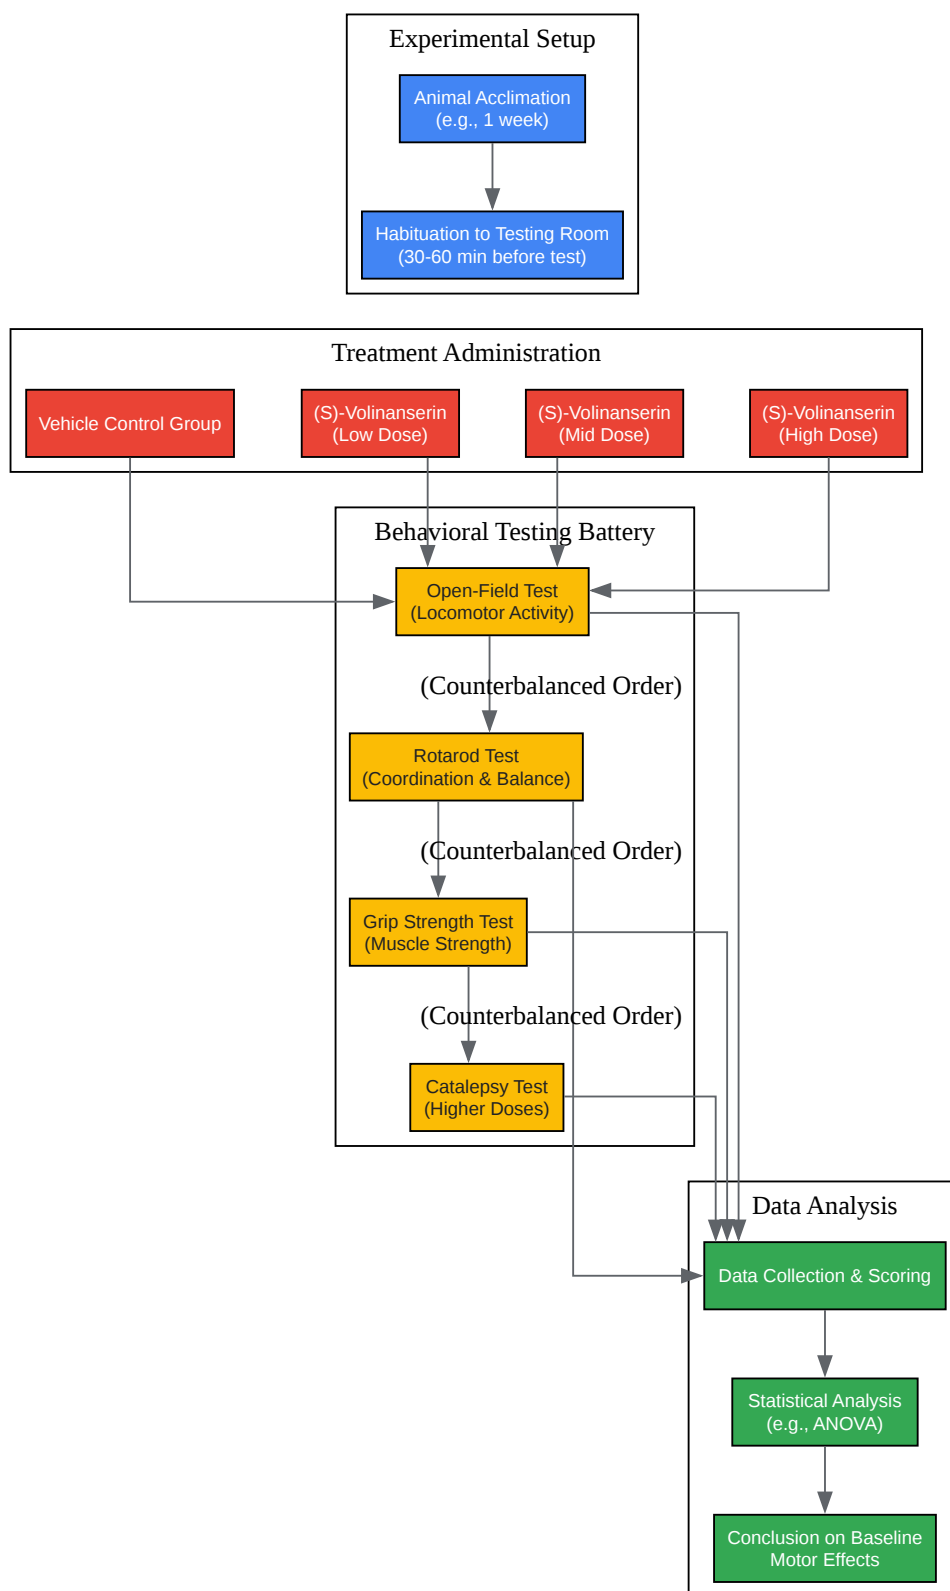 Experimental Setup
Animal Acclimation
(e.g., 1 week)
Habituation to Testing Room
(30-60 min before test)
Treatment Administration
Vehicle Control Group
(S)-Volinanserin
(Low Dose)
(S)-Volinanserin
(Mid Dose)
(S)-Volinanserin
(High Dose)
Behavioral Testing Battery
Open-Field Test
(Locomotor Activity)
(Counterbalanced Order)
Rotarod Test
(Coordination & Balance)
(Counterbalanced Order)
Grip Strength Test
(Muscle Strength)
(Counterbalanced Order)
Catalepsy Test
(Higher Doses)
Data Analysis
Data Collection & Scoring
Statistical Analysis
(e.g., ANOVA)
Conclusion on Baseline
Motor Effects